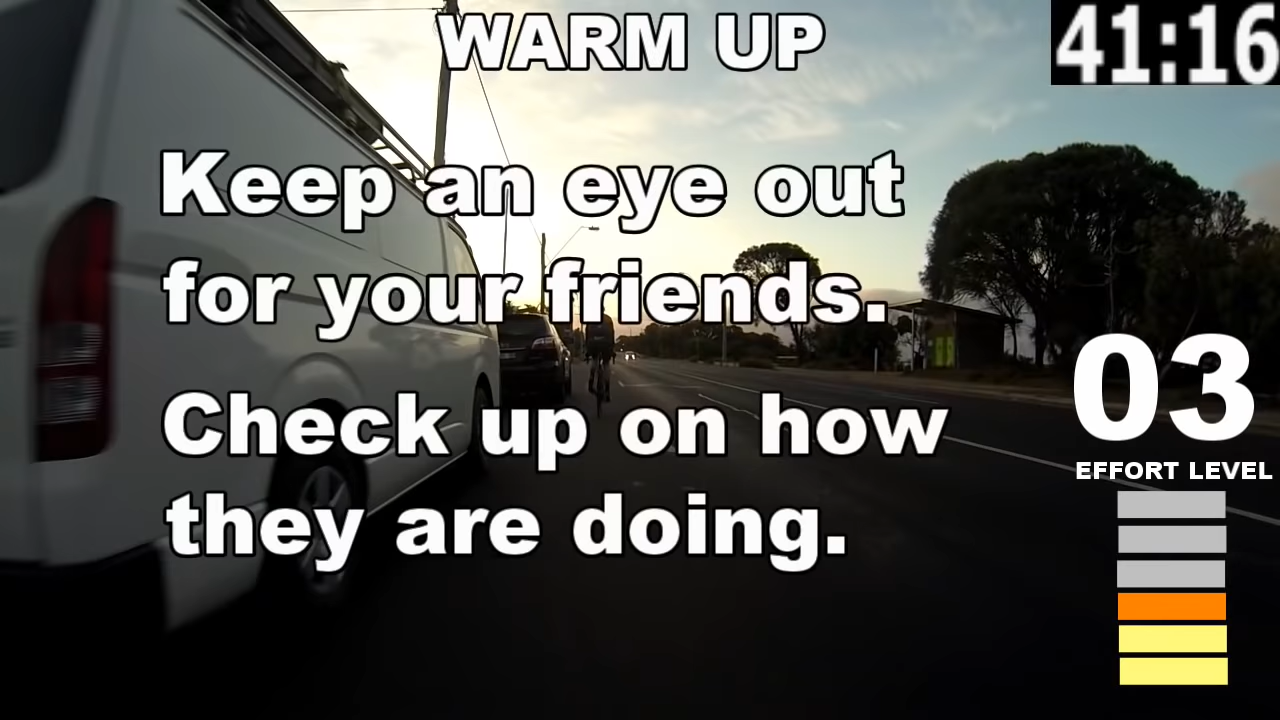 WARM UP
41:16
Keep an eye out
for your friends.
Check up on how
they are doing.
03
EFFORT LEVEL